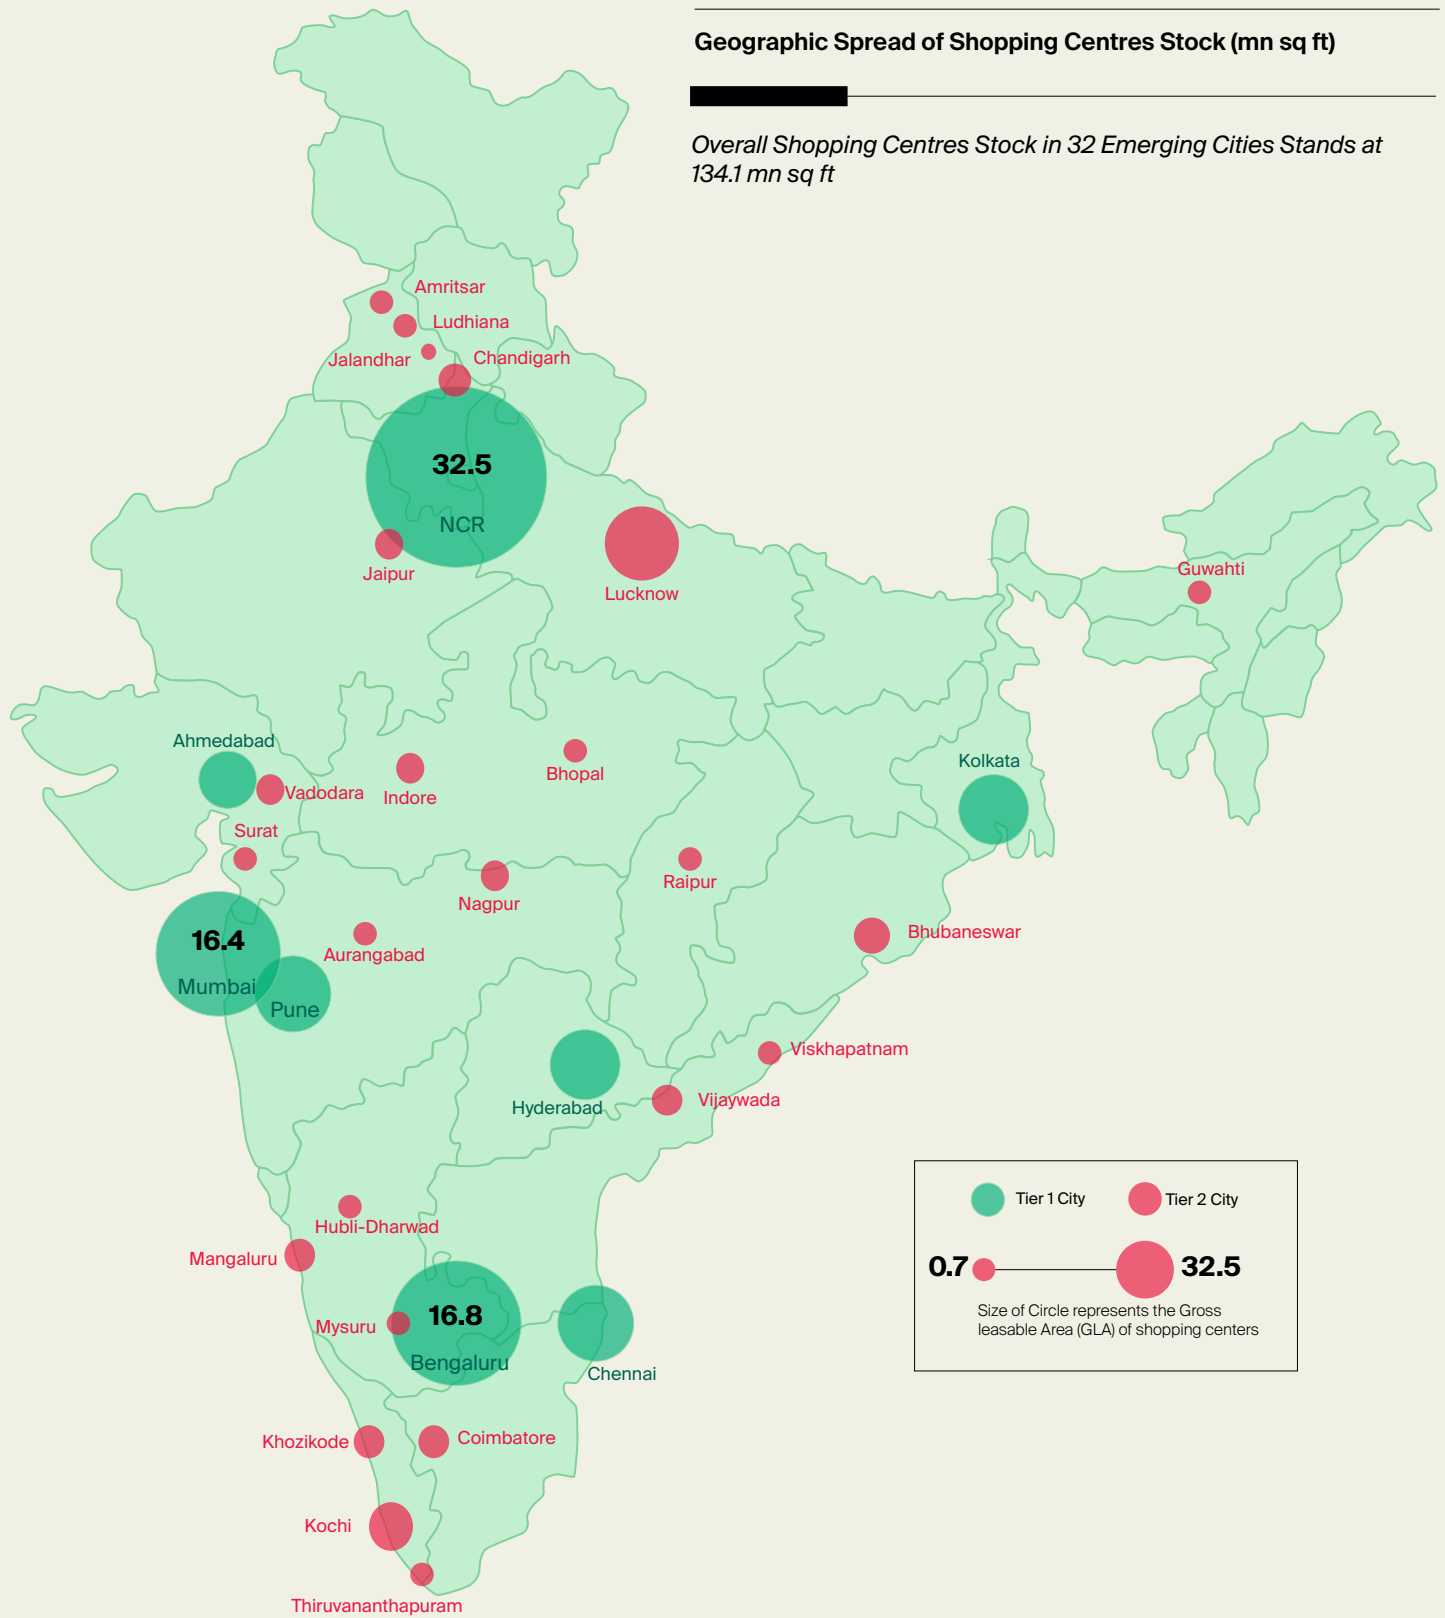 Geographic Spread of Shopping Centres Stock (mn sq ft)
Overall Shopping Centres Stock in 32 Emerging Cities Stands at
134.1 mn sq ft
Amritsar
Ludhiana
Jalandhar
Chandigarh
32.5
NCR
Jaipur
Lucknow
Guwahti
Ahmedabad
Vadodara
Indore
Bhopal
Kolkata
Surat
Nagpur
Raipur
16.4
Mumbai
Pune
Aurangabad
Bhubaneswar
Viskhapatnam
Hyderabad
Vijaywada
Hubli-Dharwad
Mangaluru
Mysuru
16.8
Bengaluru
Chennai
Khozikode
Coimbatore
Kochi
Thiruvananthapuram
Tier 1 City
Tier 2 City
0.7
32.5
Size of Circle represents the Gross
leasable Area (GLA) of shopping centers